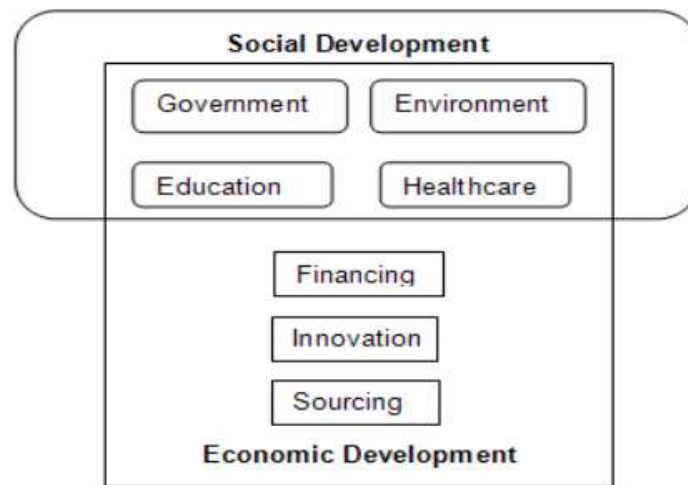 Social Development
Government Environment
Education Healthcare
Financing
Innovation
Sourcing
Economic Development